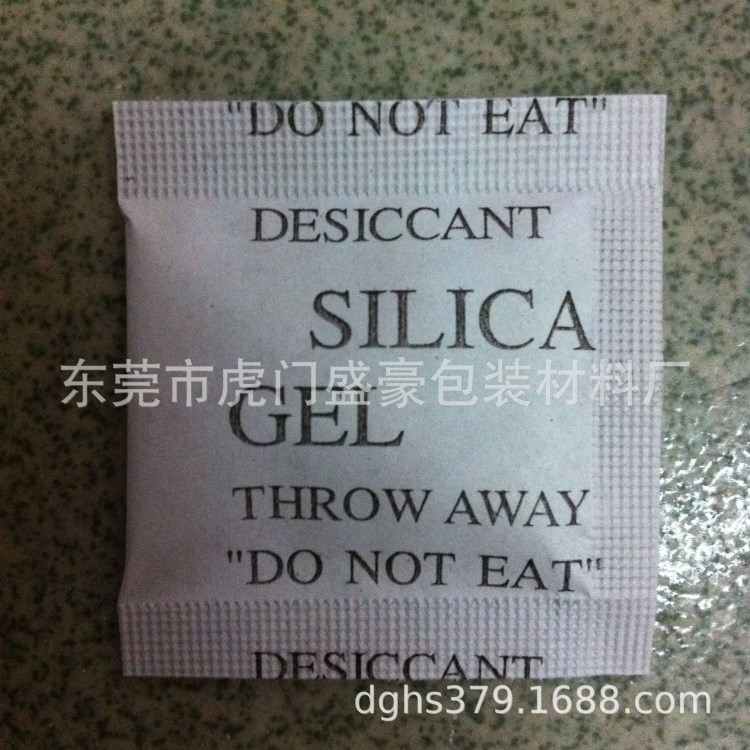 "DO NOT EAT"
DESICCANT
SILICA
东莞市虎门盛豪包装材料厂
GEL
THROW AWAY
"DO NOT EAT"
DESICCANT
dghs379.1688.com